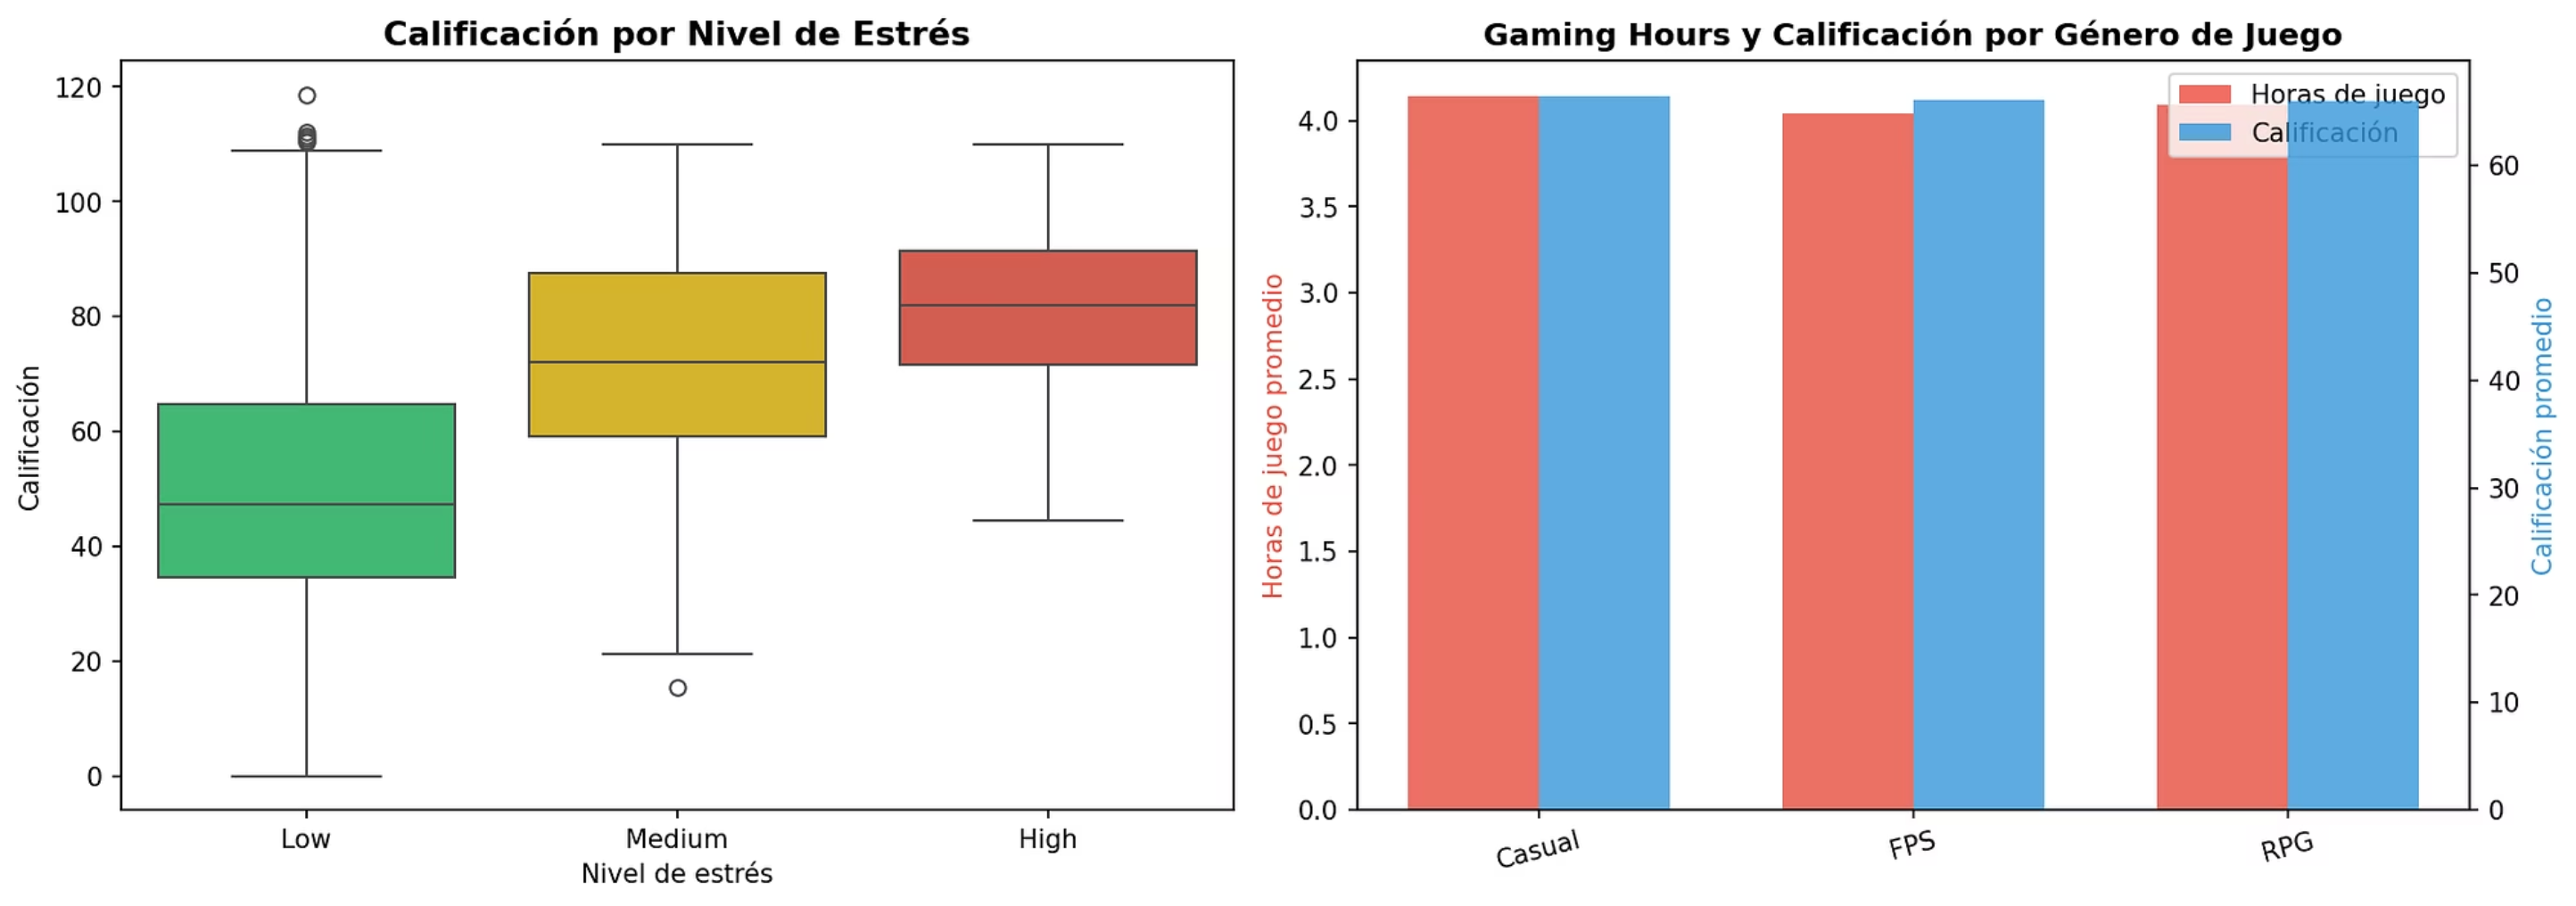 Calificación por Nivel de Estrés
120
100
80
60
40
20
0
Calificación
Low
Medium
High
Nivel de estrés
Gaming Hours y Calificación por Género de Juego
Horas de juego
Calificación
4.0
3.5
3.0
2.5
2.0
1.5
1.0
0.5
0.0
Horas de juego promedio
60
50
40
30
20
10
0
Calificación promedio
Casual
FPS
RPG